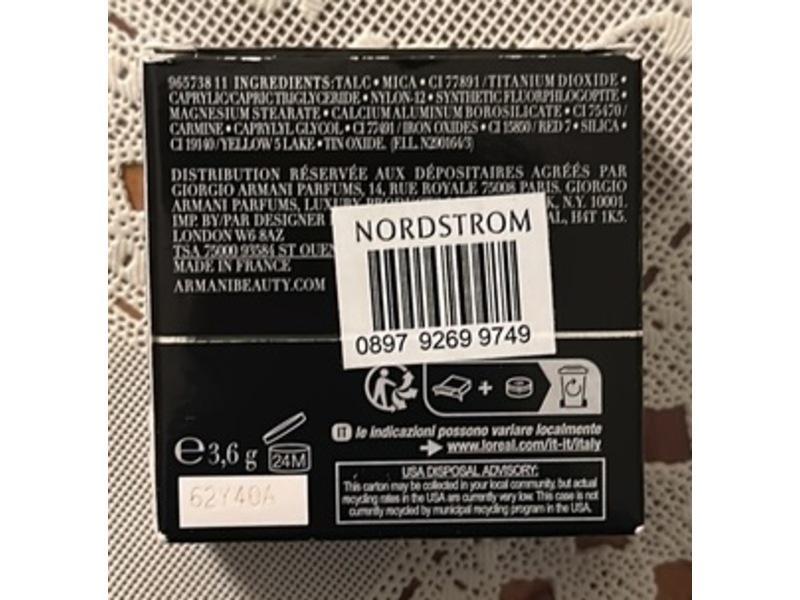 965738 11 INGREDIENTS: TALC • MICA • CI 77891 / TITANIUM DIOXIDE •
CAPRYLIC/CAPRIC TRIGLYCERIDE • NYLON-12 • SYNTHETIC FLUORPHLOGOPITE •
MAGNESIUM STEARATE • CALCIUM ALUMINUM BOROSILICATE • CI 75470 /
CARMINE • CAPRYLYL GLYCOL • CI 77491 / IRON OXIDES • CI 15850 / RED 7 • SILICA •
CI 19140 / YELLOW 5 LAKE • TIN OXIDE. (F.I.L. N290164/3)
DISTRIBUTION RÉSERVÉE AUX DÉPOSITAIRES AGRÉÉS PAR
GIORGIO ARMANI PARFUMS, 14, RUE ROYALE 75008 PARIS. GIORGIO
ARMANI PARFUMS, LUXURY N.Y. 10001.
IMP. BY/PAR DESIGNER H4T 1K5.
LONDON W6 8AZ
TSA 75000 93584 ST OUEN
MADE IN FRANCE
ARMANIBEAUTY.COM
NORDSTROM
0897 9269 9749
IT le indicazioni possono variare localmente
www.loreal.com/it-it/italy
e 3,6 g
24M
62Y40A
USA DISPOSAL ADVISORY:
This carton may be collected in your local community, but actual
recycling rates in the USA are currently very low. This case is not
currently recycled by municipal recycling program in the USA.